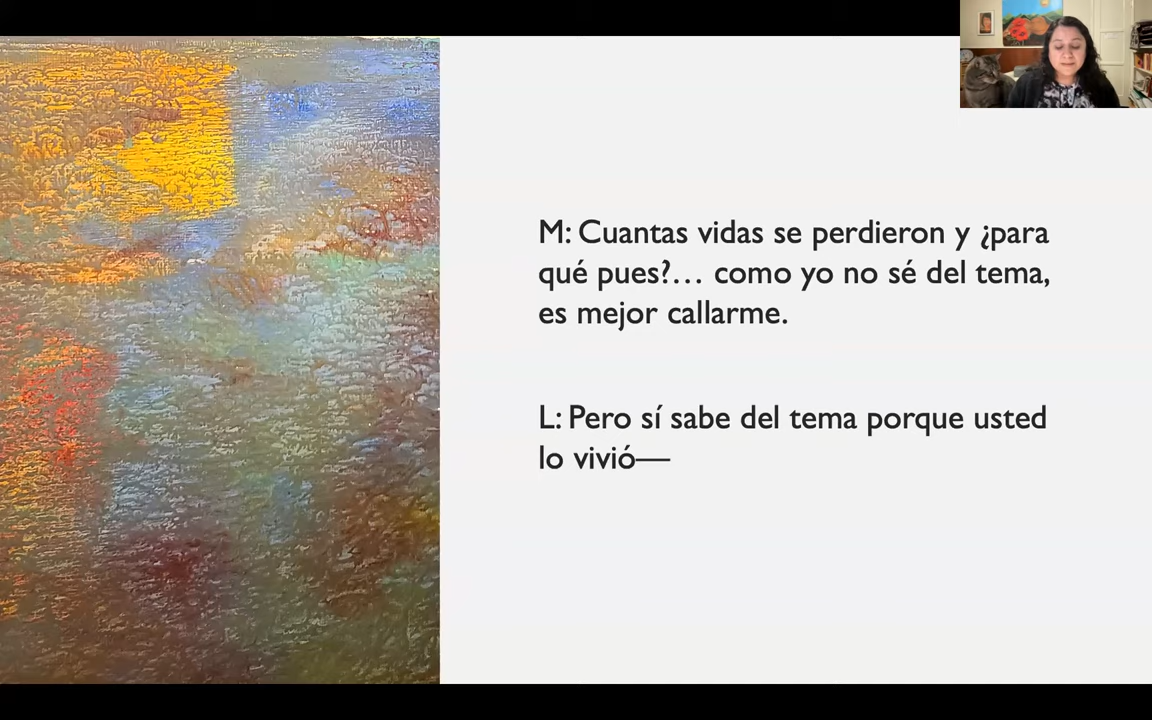 M: Cuantas vidas se perdieron y ¿para
qué pues?… como yo no sé del tema,
es mejor callarme.
L: Pero sí sabe del tema porque usted
lo vivió—